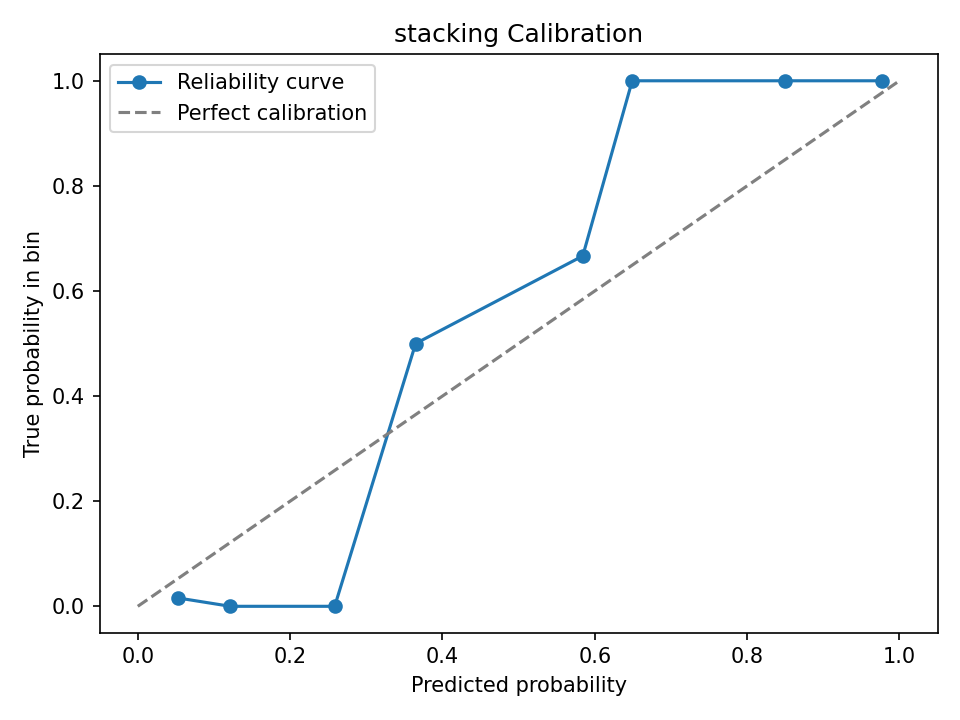 stacking Calibration
Reliability curve
Perfect calibration
True probability in bin
1.0
0.8
0.6
0.4
0.2
0.0
0.0 0.2 0.4 0.6 0.8 1.0
Predicted probability